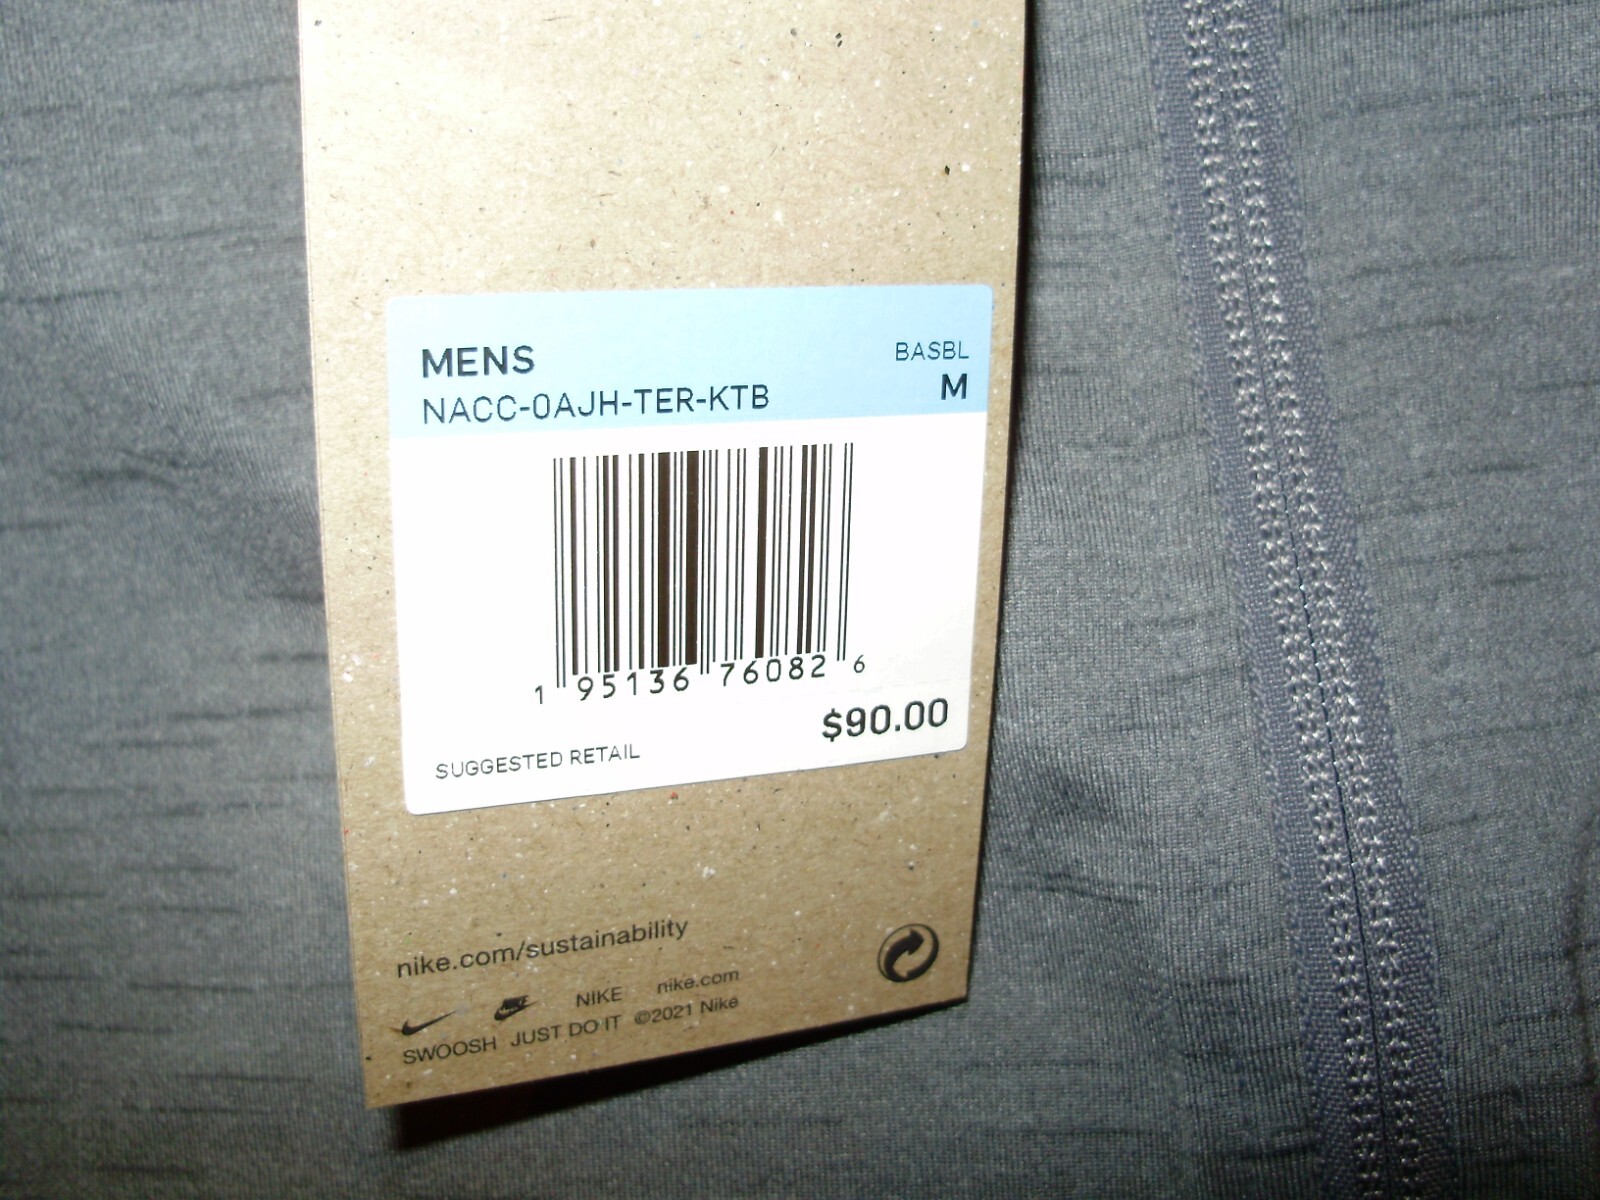 MENS
BASBL
NACC-0AJH-TER-KTB
M
1 95136 76082 6
$90.00
SUGGESTED RETAIL
nike.com/sustainability
NIKE NIKE nike.com
SWOOSH JUST DO IT ©2021 Nike